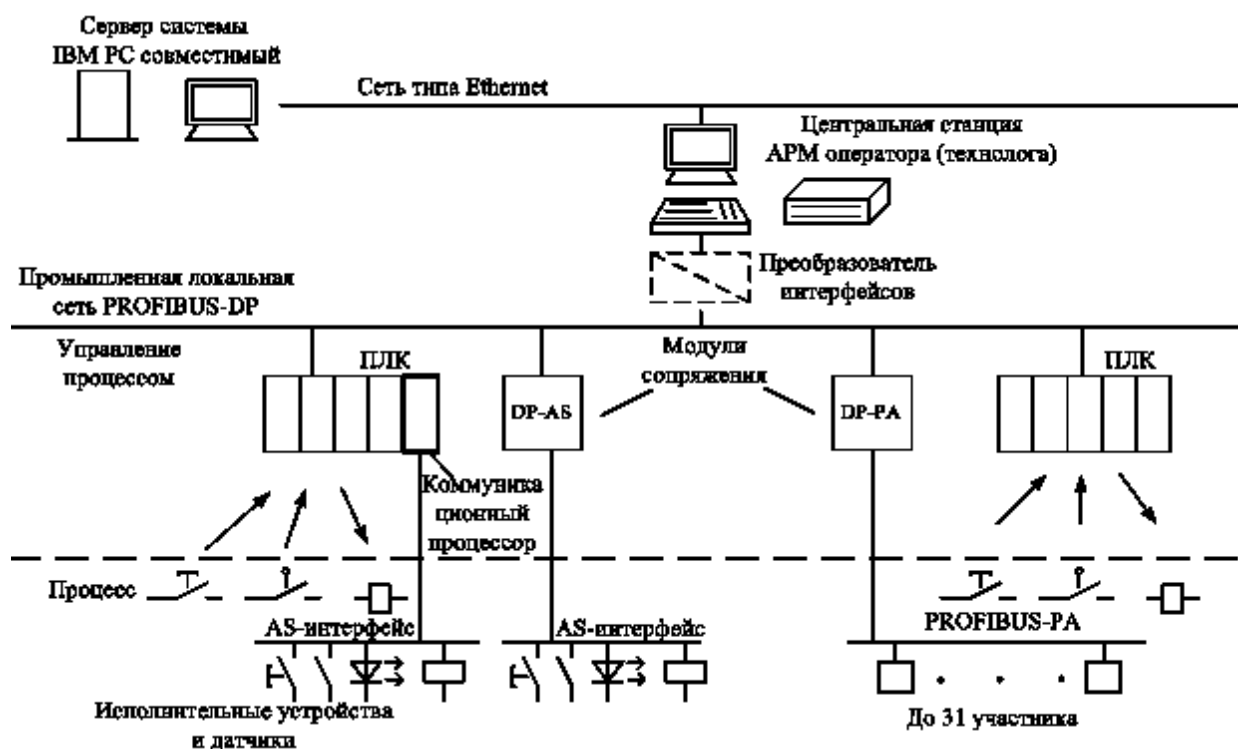 Сервер системы
IBM PC совместимый
Сеть типа Ethernet
Центральная станция
АРМ оператора (технолога)
Преобразователь
интерфейсов
Промышленная локальная
сеть PROFIBUS-DP
Управление
процессом
ПЛК
Модули
сопряжения
ПЛК
DP-AS
DP-PA
Коммуника
ционный
процессор
Процесс
AS-интерфейс
AS-интерфейс
PROFIBUS-PA
Исполнительные устройства
и датчики
До 31 участника